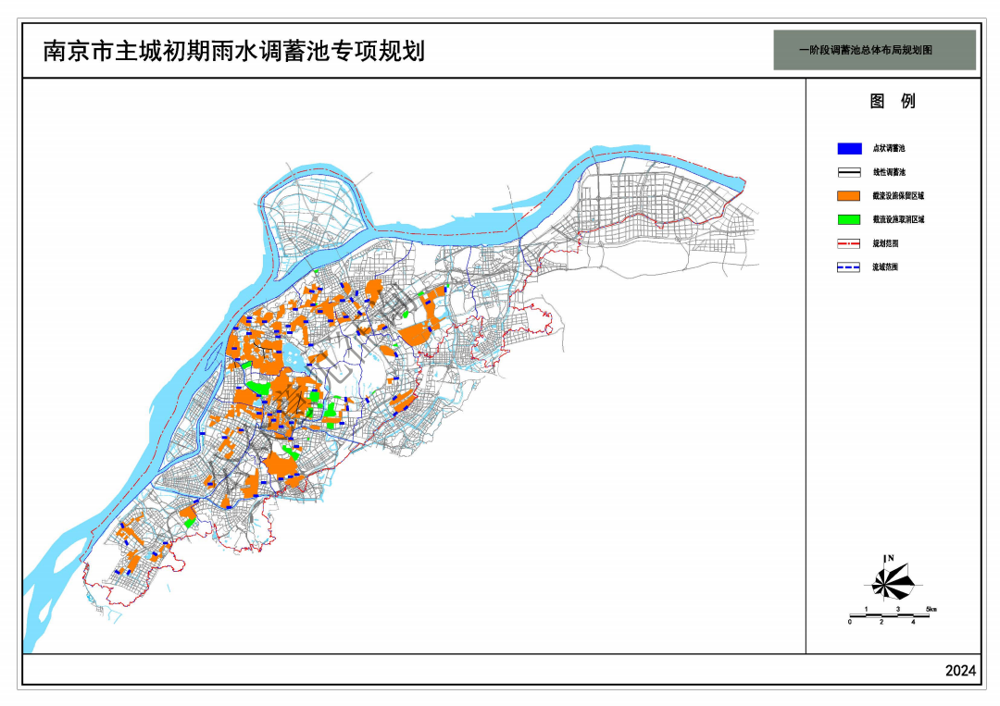 南京市主城初期雨水调蓄池专项规划
一阶段调蓄池总体布局规划图
图 例
点状调蓄池
线性调蓄池
截流设施保留区域
截流设施取消区域
规划范围
流域范围
N
1 3 5km
0 2 4
2024